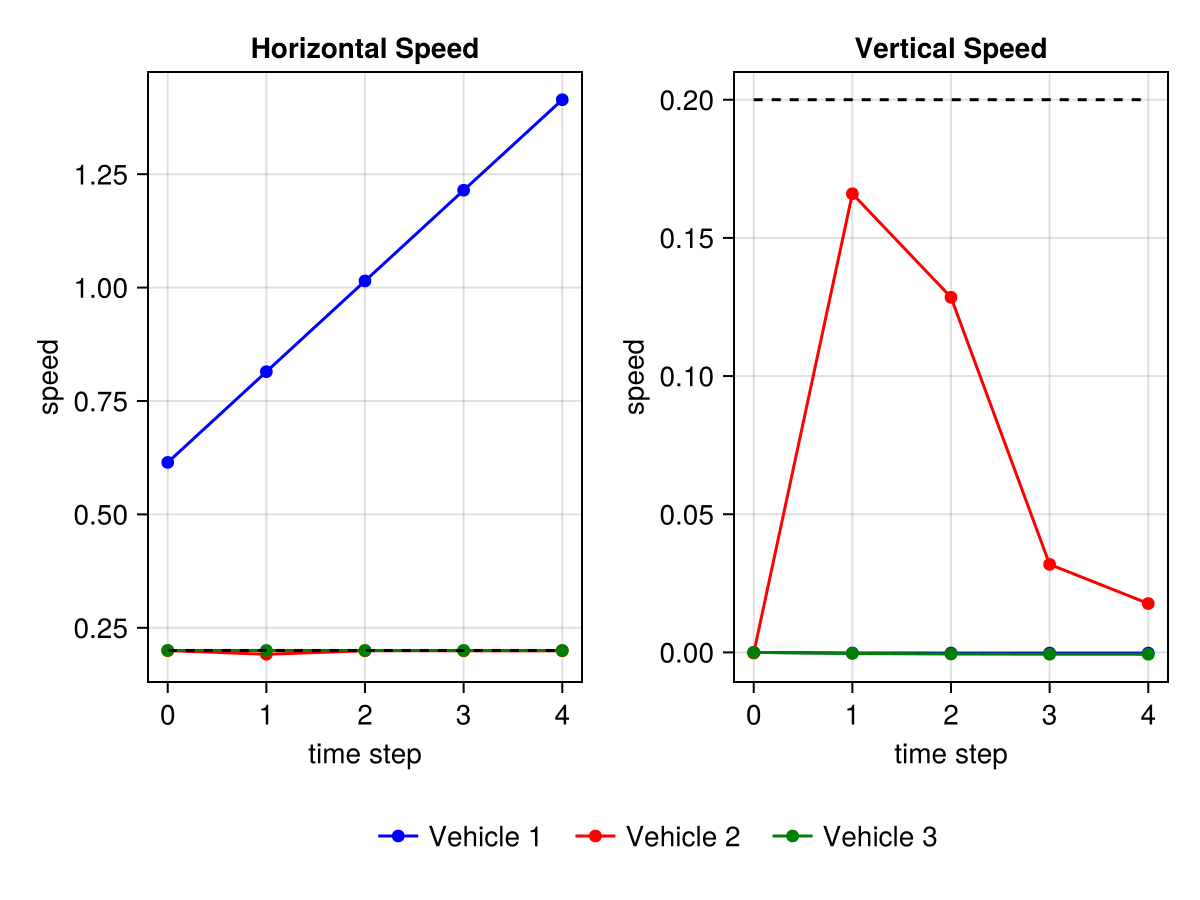 Horizontal Speed
1.25
1.00
0.75
0.50
0.25
speed
0 1 2 3 4
time step
Vertical Speed
0.20
0.15
0.10
0.05
0.00
speed
0 1 2 3 4
time step
Vehicle 1 Vehicle 2 Vehicle 3